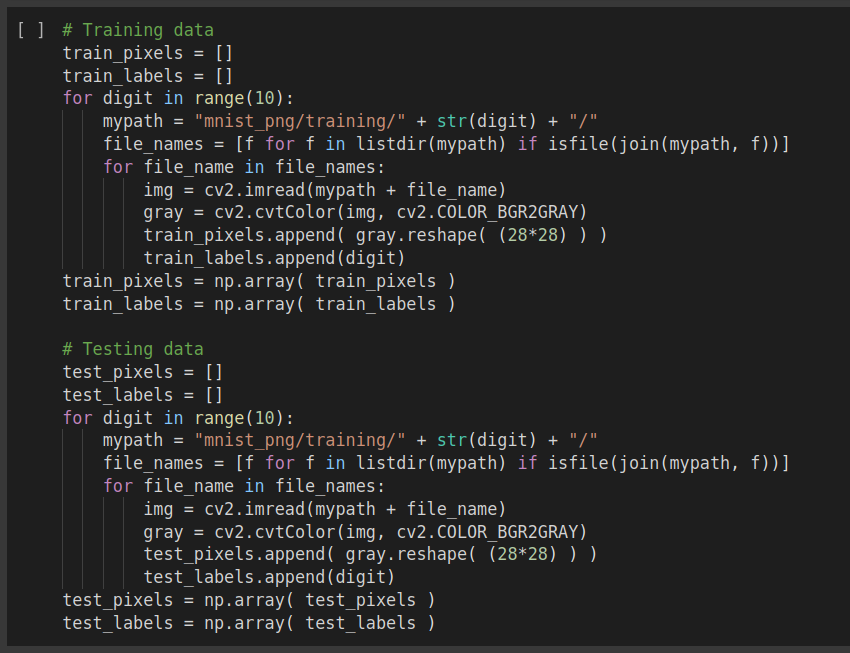 [ ] # Training data
train_pixels = []
train_labels = []
for digit in range(10):
    mypath = "mnist_png/training/" + str(digit) + "/"
    file_names = [f for f in listdir(mypath) if isfile(join(mypath, f))]
    for file_name in file_names:
        img = cv2.imread(mypath + file_name)
        gray = cv2.cvtColor(img, cv2.COLOR_BGR2GRAY)
        train_pixels.append( gray.reshape( (28*28) ) )
        train_labels.append(digit)
train_pixels = np.array( train_pixels )
train_labels = np.array( train_labels )

# Testing data
test_pixels = []
test_labels = []
for digit in range(10):
    mypath = "mnist_png/training/" + str(digit) + "/"
    file_names = [f for f in listdir(mypath) if isfile(join(mypath, f))]
    for file_name in file_names:
        img = cv2.imread(mypath + file_name)
        gray = cv2.cvtColor(img, cv2.COLOR_BGR2GRAY)
        test_pixels.append( gray.reshape( (28*28) ) )
        test_labels.append(digit)
test_pixels = np.array( test_pixels )
test_labels = np.array( test_labels )